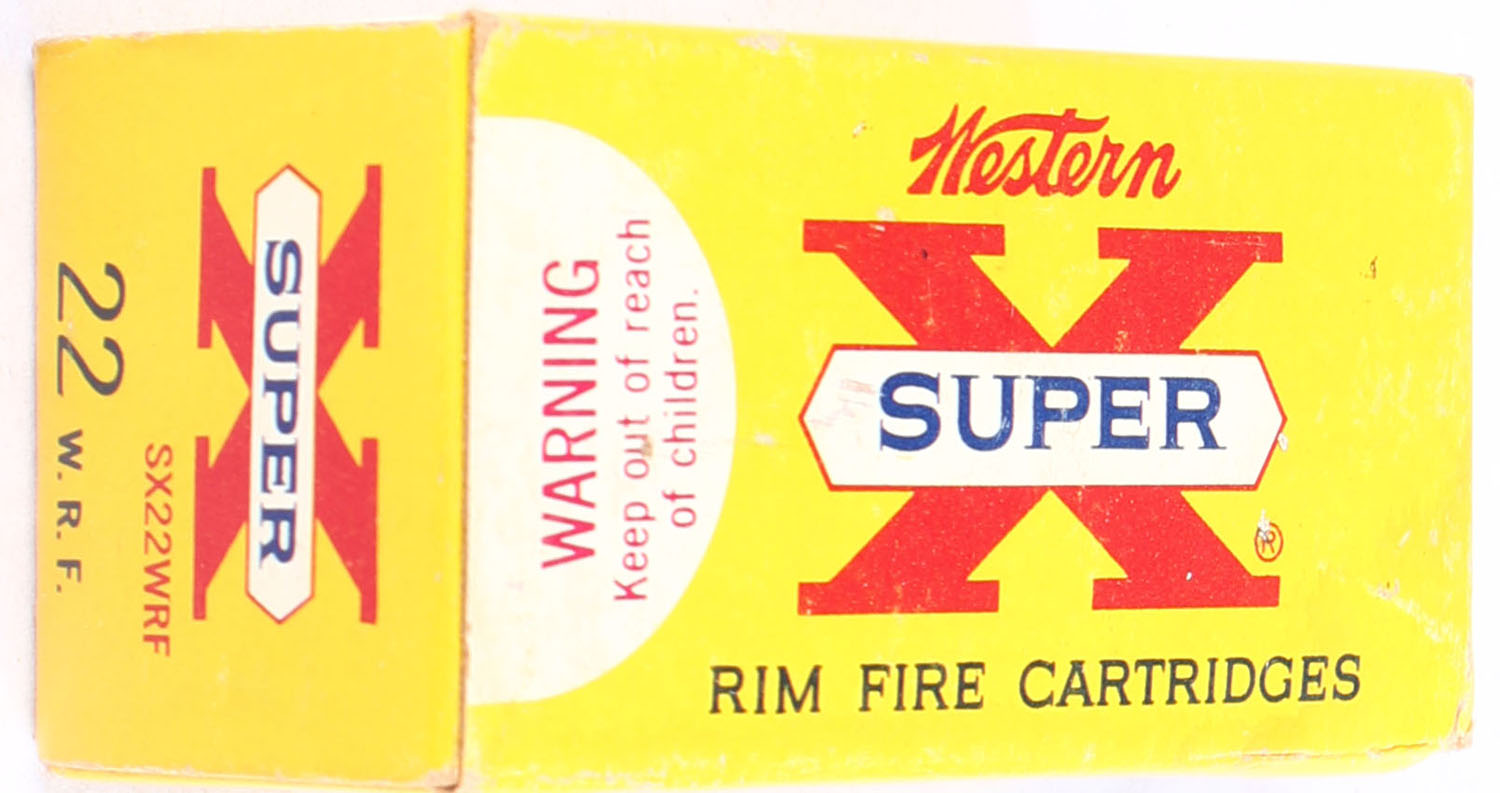 Western
SUPER X
®
RIM FIRE CARTRIDGES
WARNING
Keep out of reach
of children.
SUPER X
SX22WRF
22 W. R. F.